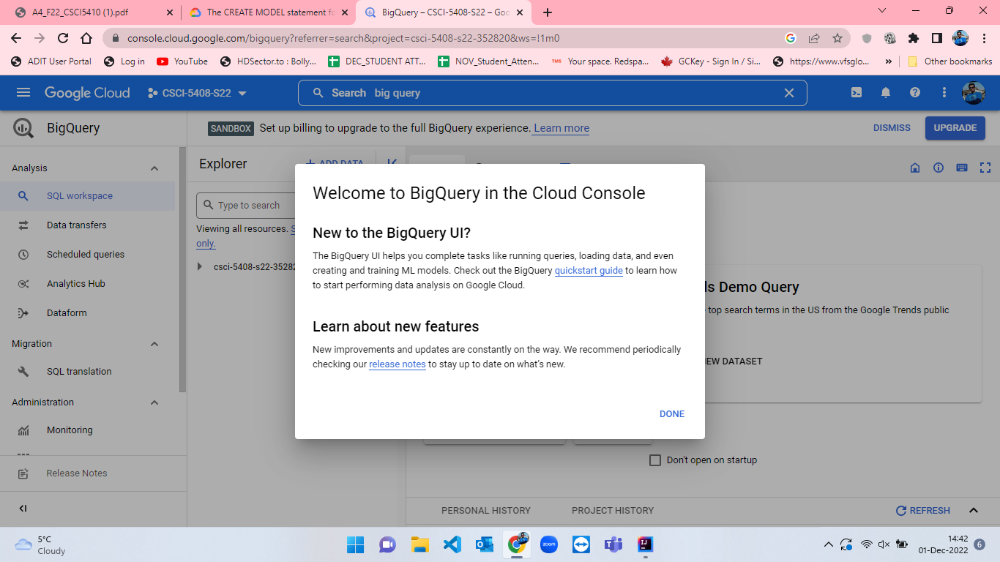 A4_F22_CSCI5410 (1).pdf
The CREATE MODEL statement fo
BigQuery – CSCI-5408-S22 – Goo
console.cloud.google.com/bigquery?referrer=search&project=csci-5408-s22-352820&ws=!1m0
ADIT User Portal
Log in
YouTube
HDSector.to : Bolly...
DEC_STUDENT ATT...
NOV_Student_Atten...
Your space. Redspa...
GCKey - Sign In / Si...
https://www.vfsglo...
»
Other bookmarks
Google Cloud
CSCI-5408-S22
Search big query
BigQuery
SANDBOX Set up billing to upgrade to the full BigQuery experience. Learn more
DISMISS
UPGRADE
Analysis
SQL workspace
Data transfers
Scheduled queries
Analytics Hub
Dataform
Migration
SQL translation
Administration
Monitoring
Release Notes
Explorer
+ ADD DATA
Type to search
Viewing all resources. S
only.
csci-5408-s22-35282
Welcome to BigQuery in the Cloud Console
New to the BigQuery UI?
The BigQuery UI helps you complete tasks like running queries, loading data, and even
creating and training ML models. Check out the BigQuery quickstart guide to learn how
to start performing data analysis on Google Cloud.
Learn about new features
New improvements and updates are constantly on the way. We recommend periodically
checking our release notes to stay up to date on what's new.
DONE
ds Demo Query
top search terms in the US from the Google Trends public
EW DATASET
Don't open on startup
PERSONAL HISTORY
PROJECT HISTORY
REFRESH
5°C
Cloudy
zoom
14:42
01-Dec-2022
6